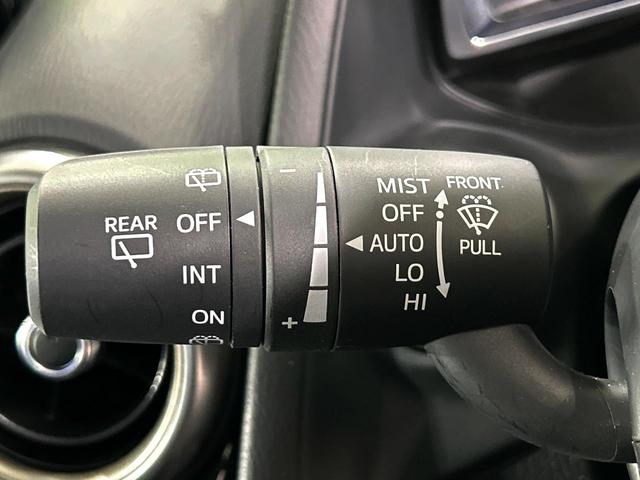 REAR
OFF
INT
ON
−
+
MIST
OFF
AUTO
LO
HI
FRONT
PULL